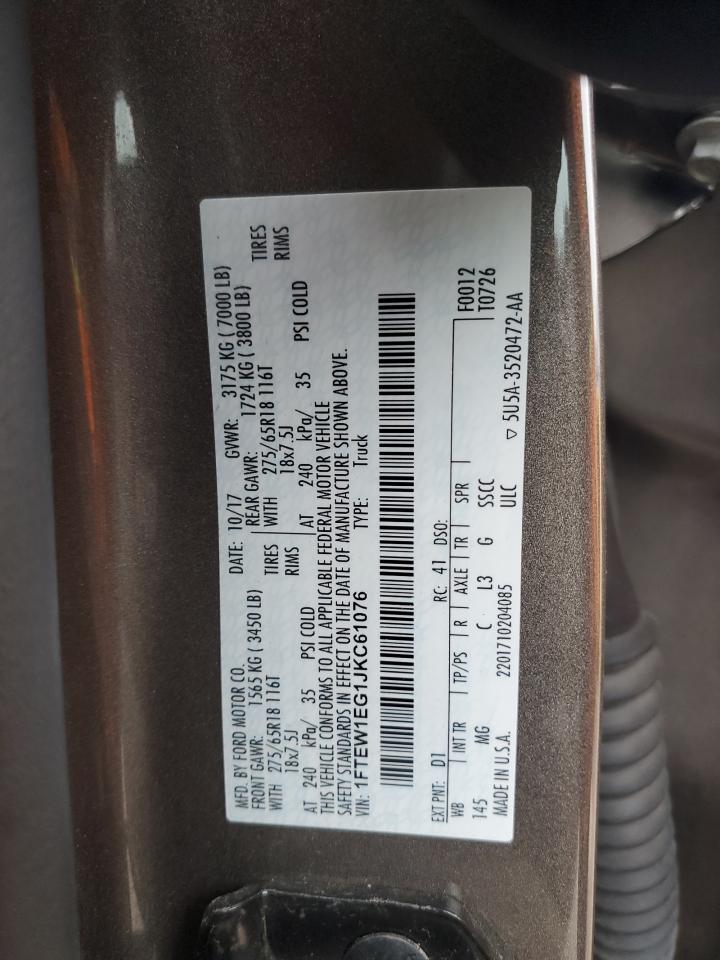 MFD. BY FORD MOTOR CO. DATE: 10/17 GVWR: 3175 KG ( 7000 LB)
FRONT GAWR: 1565 KG ( 3450 LB) REAR GAWR: 1724 KG ( 3800 LB)
WITH 275/65R18 116T TIRES WITH 275/65R18 116T TIRES
18x7.5J RIMS 18x7.5J RIMS
AT 240 kPa/ 35 PSI COLD AT 240 kPa/ 35 PSI COLD
THIS VEHICLE CONFORMS TO ALL APPLICABLE FEDERAL MOTOR VEHICLE
SAFETY STANDARDS IN EFFECT ON THE DATE OF MANUFACTURE SHOWN ABOVE.
VIN: 1FTEW1EG1JKC61076 TYPE: Truck
EXT PNT: D1 RC: 41 DSO: F0012
WB INT TR TP/PS R AXLE TR SPR T0726
145 MG C L3 G SSCC
MADE IN U.S.A. 2201710204085 ULC ▽ 5U5A-3520472-AA